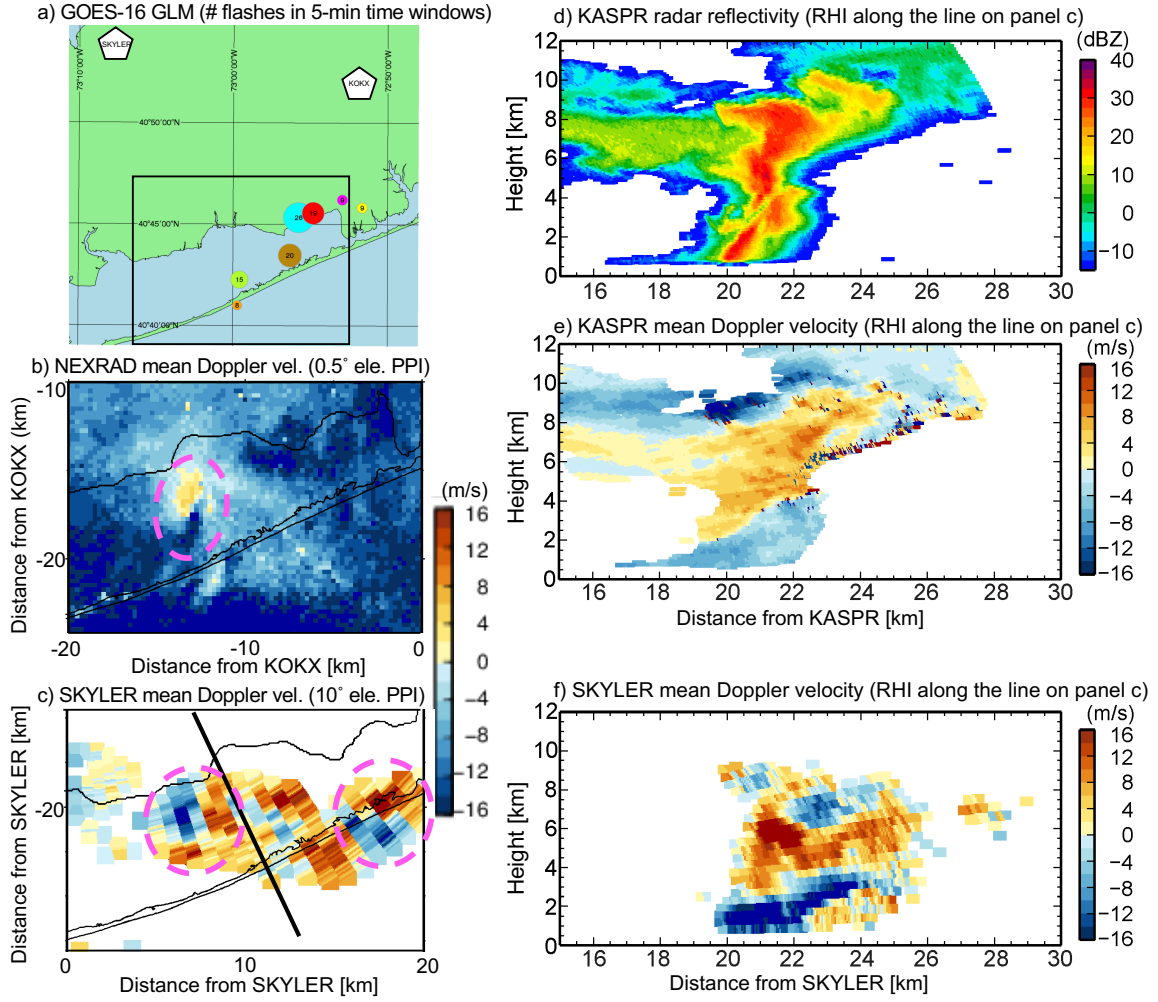 a) GOES-16 GLM (# flashes in 5-min time windows)
SKYLER
KOKX
73°10'00"W
73°00'00"W
72°50'00"W
40°50'00"N
40°45'00"N
40°40'00"N
26
19
9
9
20
15
8
b) NEXRAD mean Doppler vel. (0.5° ele. PPI)
Distance from KOKX (km)
-10
-20
-20
-10
0
Distance from KOKX [km]
(m/s)
16
12
8
4
0
−4
−8
−12
−16
c) SKYLER mean Doppler vel. (10° ele. PPI)
Distance from SKYLER [km]
-20
0
10
20
Distance from SKYLER [km]
d) KASPR radar reflectivity (RHI along the line on panel c)
(dBZ)
Height [km]
12
10
8
6
4
2
0
16 18 20 22 24 26 28 30
40
30
20
10
0
−10
e) KASPR mean Doppler velocity (RHI along the line on panel c)
(m/s)
Height [km]
12
10
8
6
4
2
0
16 18 20 22 24 26 28 30
Distance from KASPR [km]
16
12
8
4
0
−4
−8
−12
−16
f) SKYLER mean Doppler velocity (RHI along the line on panel c)
(m/s)
Height [km]
12
10
8
6
4
2
0
16 18 20 22 24 26 28 30
Distance from SKYLER [km]
16
12
8
4
0
−4
−8
−12
−16